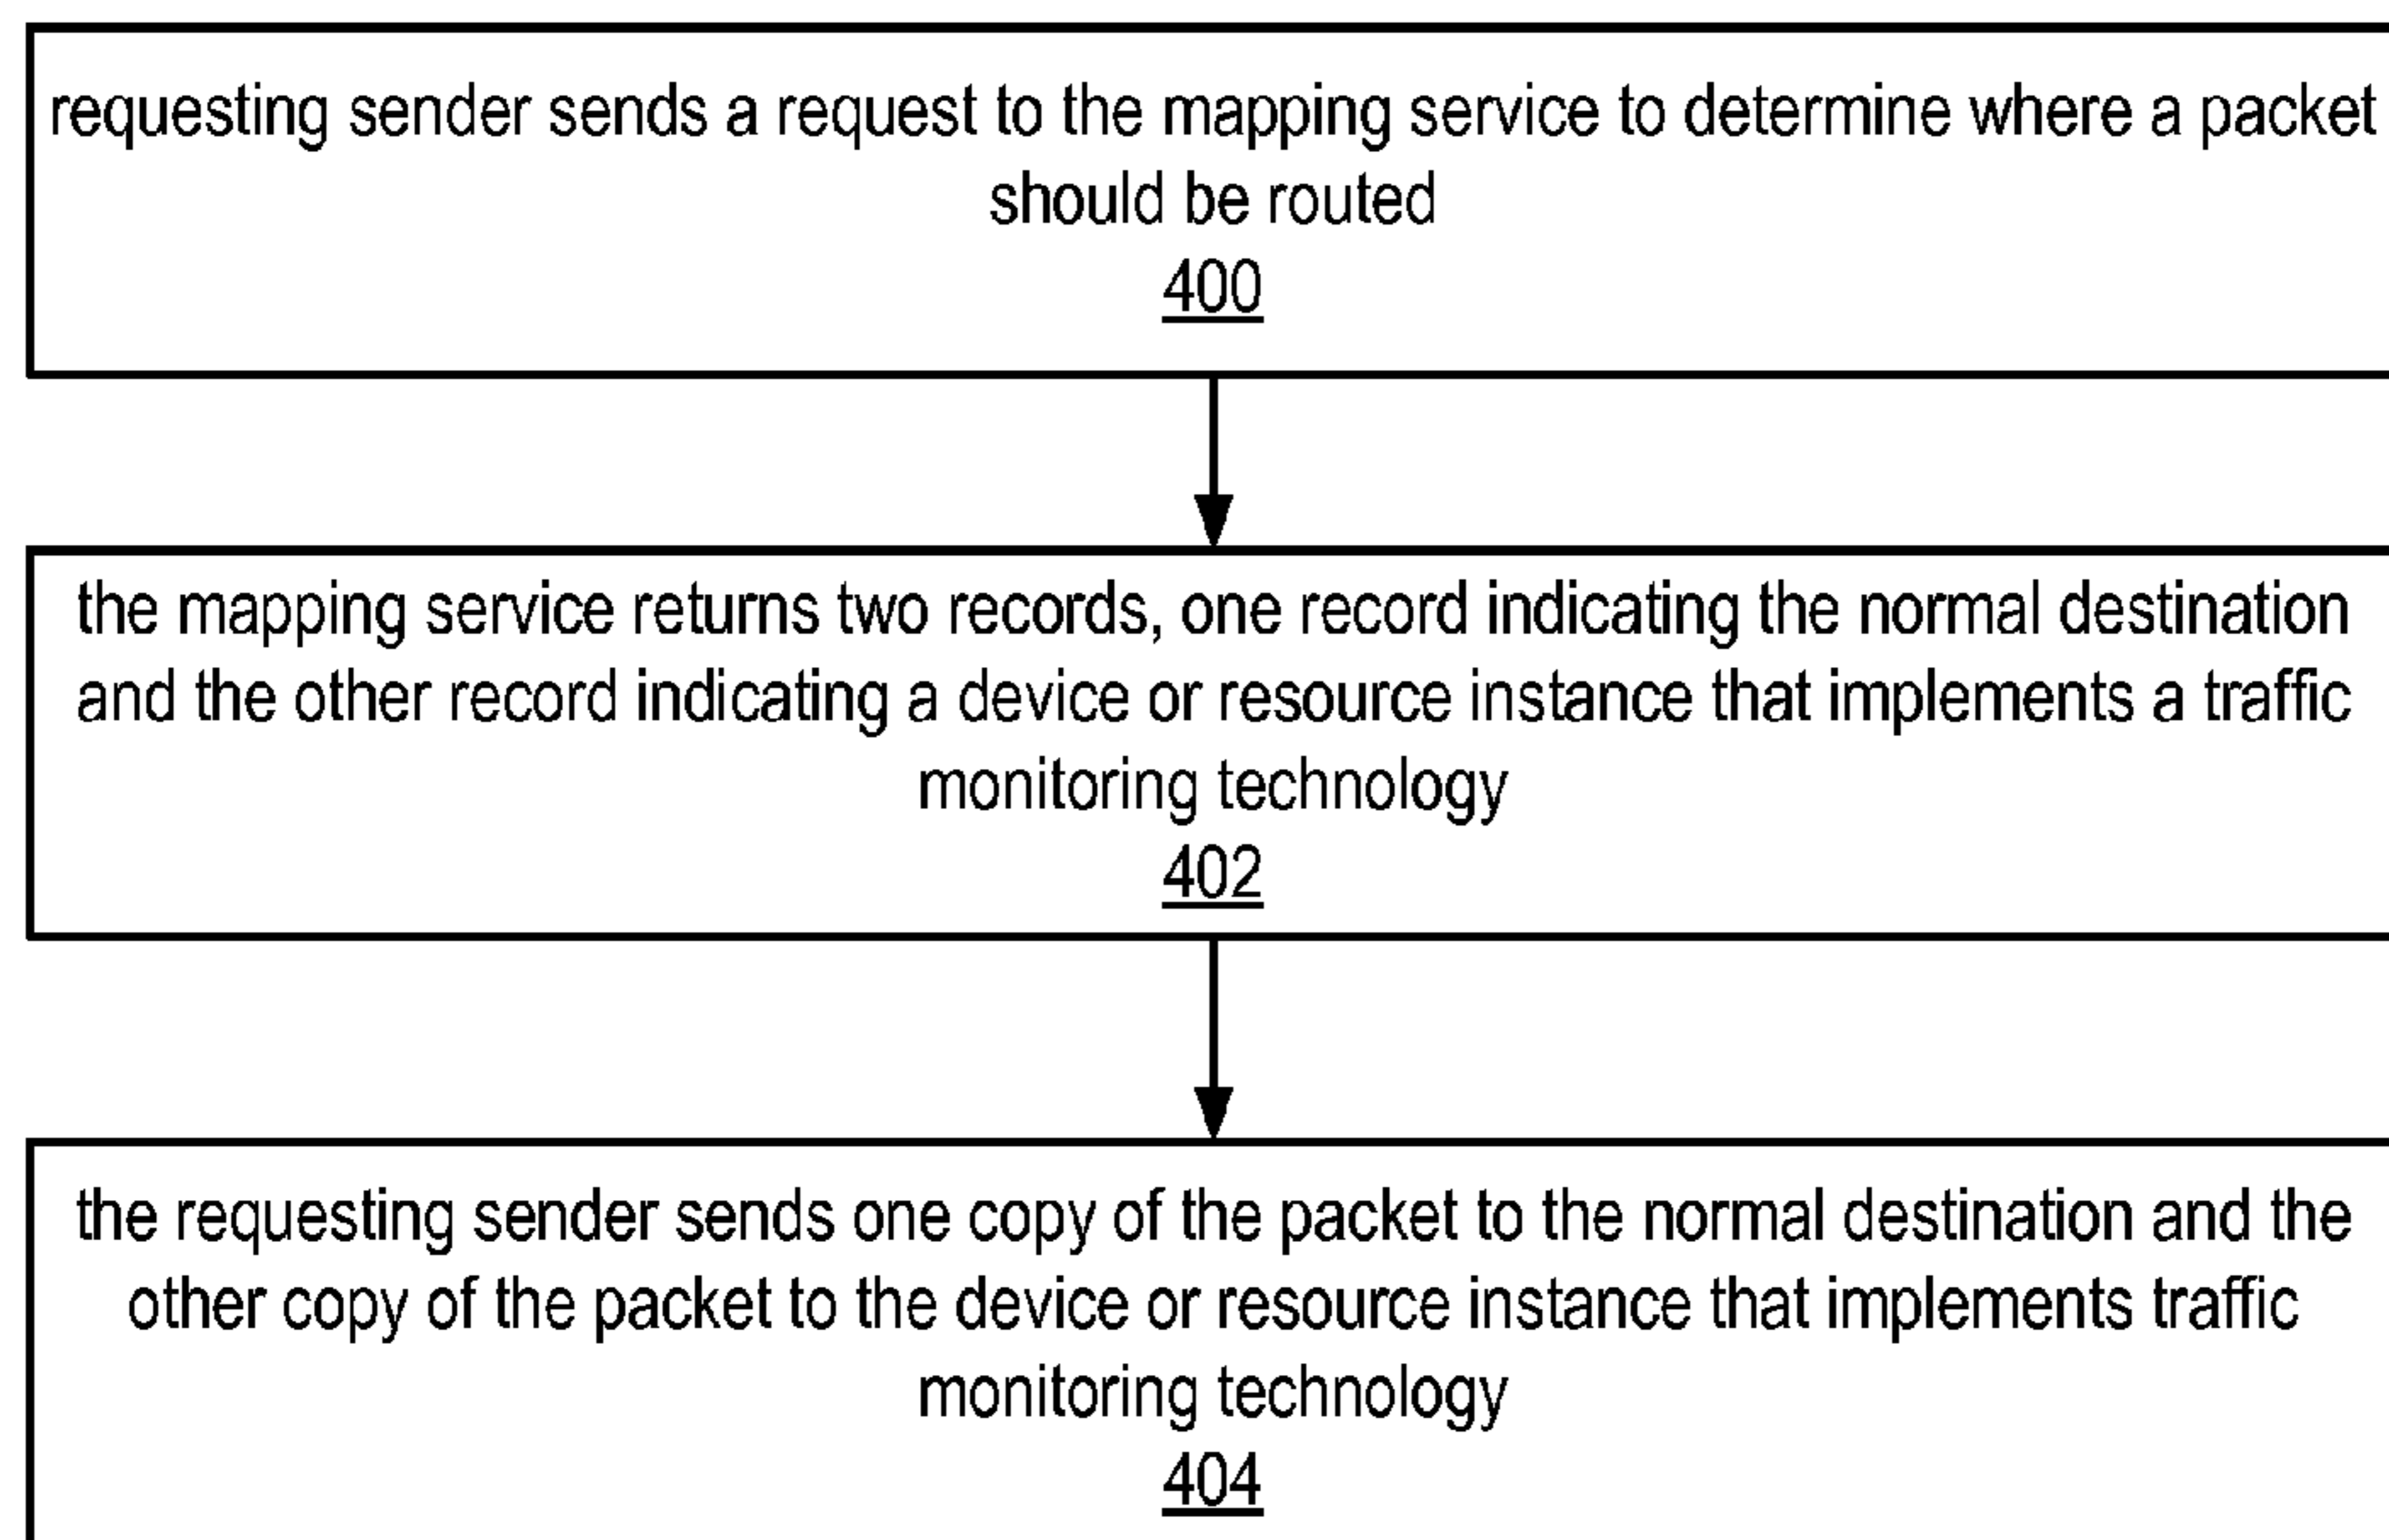 requesting sender sends a request to the mapping service to determine where a packet
should be routed
400
the mapping service returns two records, one record indicating the normal destination
and the other record indicating a device or resource instance that implements a traffic
monitoring technology
402
the requesting sender sends one copy of the packet to the normal destination and the
other copy of the packet to the device or resource instance that implements traffic
monitoring technology
404